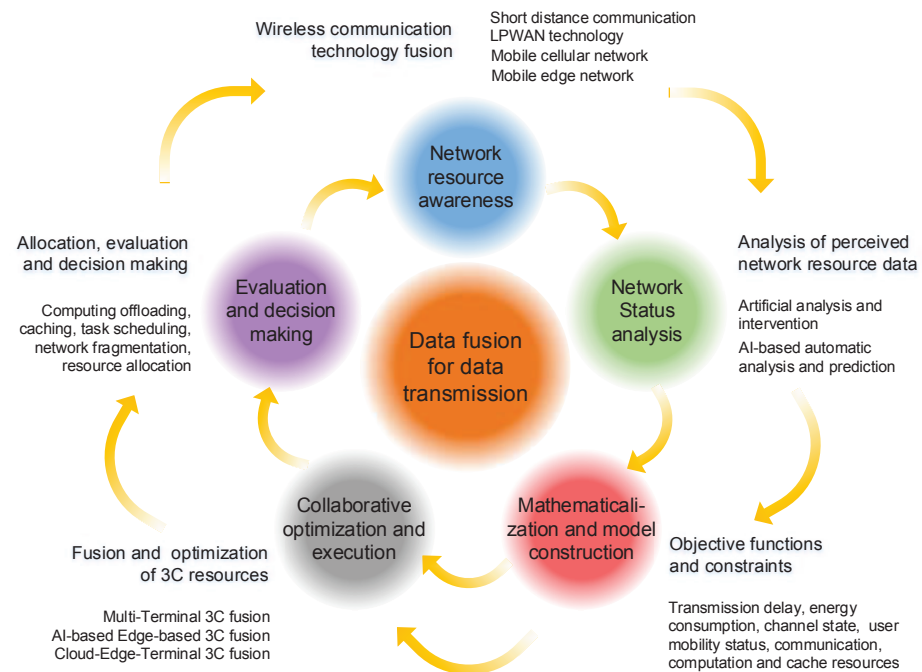 Wireless communication
technology fusion
Short distance communication
LPWAN technology
Mobile cellular network
Mobile edge network
Network
resource
awareness
Allocation, evaluation
and decision making
Computing offloading,
caching, task scheduling,
network fragmentation,
resource allocation
Evaluation
and decision
making
Data fusion
for data
transmission
Network
Status
analysis
Analysis of perceived
network resource data
Artificial analysis and
intervention
AI-based automatic
analysis and prediction
Collaborative
optimization and
execution
Mathematicali-
zation and model
construction
Fusion and optimization
of 3C resources
Multi-Terminal 3C fusion
AI-based Edge-based 3C fusion
Cloud-Edge-Terminal 3C fusion
Objective functions
and constraints
Transmission delay, energy
consumption, channel state, user
mobility status, communication,
computation and cache resources